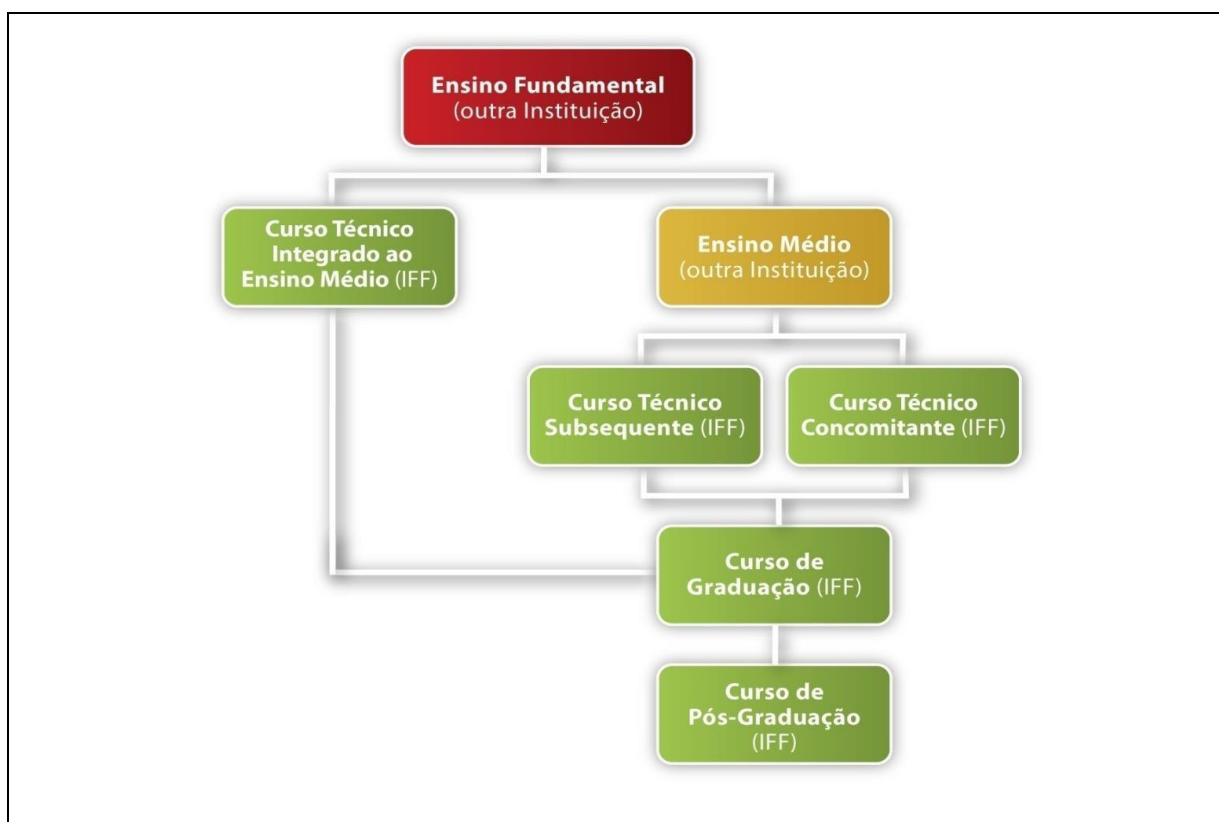 Ensino Fundamental
(outra Instituição)
Curso Técnico
Integrado ao
Ensino Médio (IFF)
Ensino Médio
(outra Instituição)
Curso Técnico
Subsequente (IFF)
Curso Técnico
Concomitante (IFF)
Curso de
Graduação (IFF)
Curso de
Pós-Graduação
(IFF)